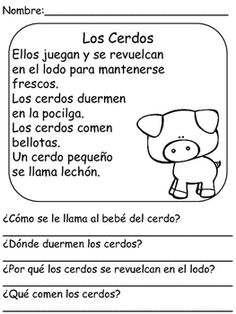 Nombre:
Los Cerdos
Ellos juegan y se revuelcan
en el lodo para mantenerse
frescos.
Los cerdos duermen
en la pocilga.
Los cerdos comen
bellotas.
Un cerdo pequeño
se llama lechón.
¿Cómo se le llama al bebé del cerdo?
¿Dónde duermen los cerdos?
¿Por qué los cerdos se revuelcan en el lodo?
¿Qué comen los cerdos?